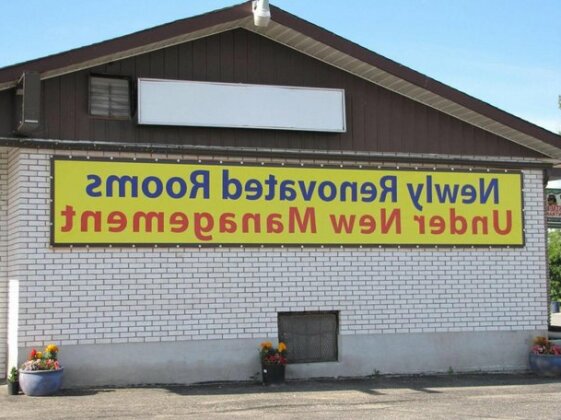 Newly Renovated Rooms
Under New Management